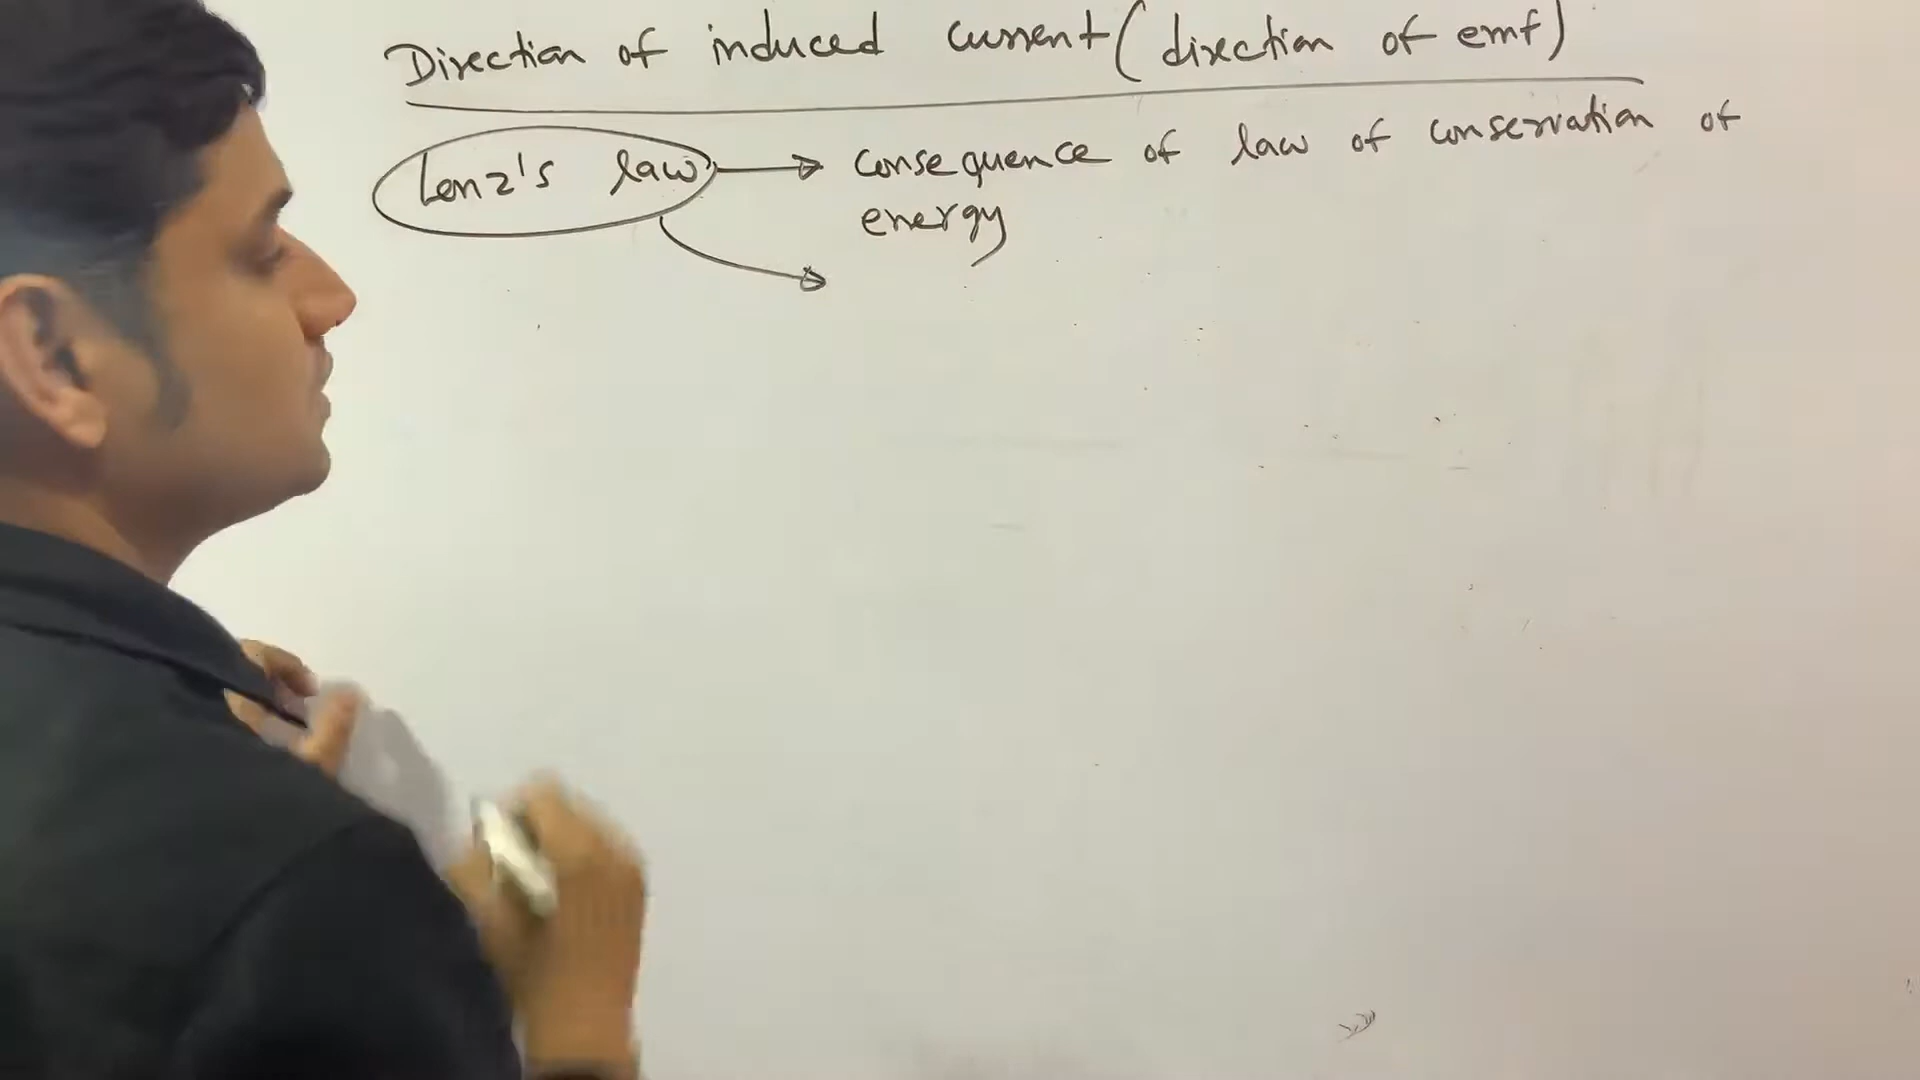 Direction of induced current (direction of emf)
Lenz's law → consequence of law of conservation of
energy